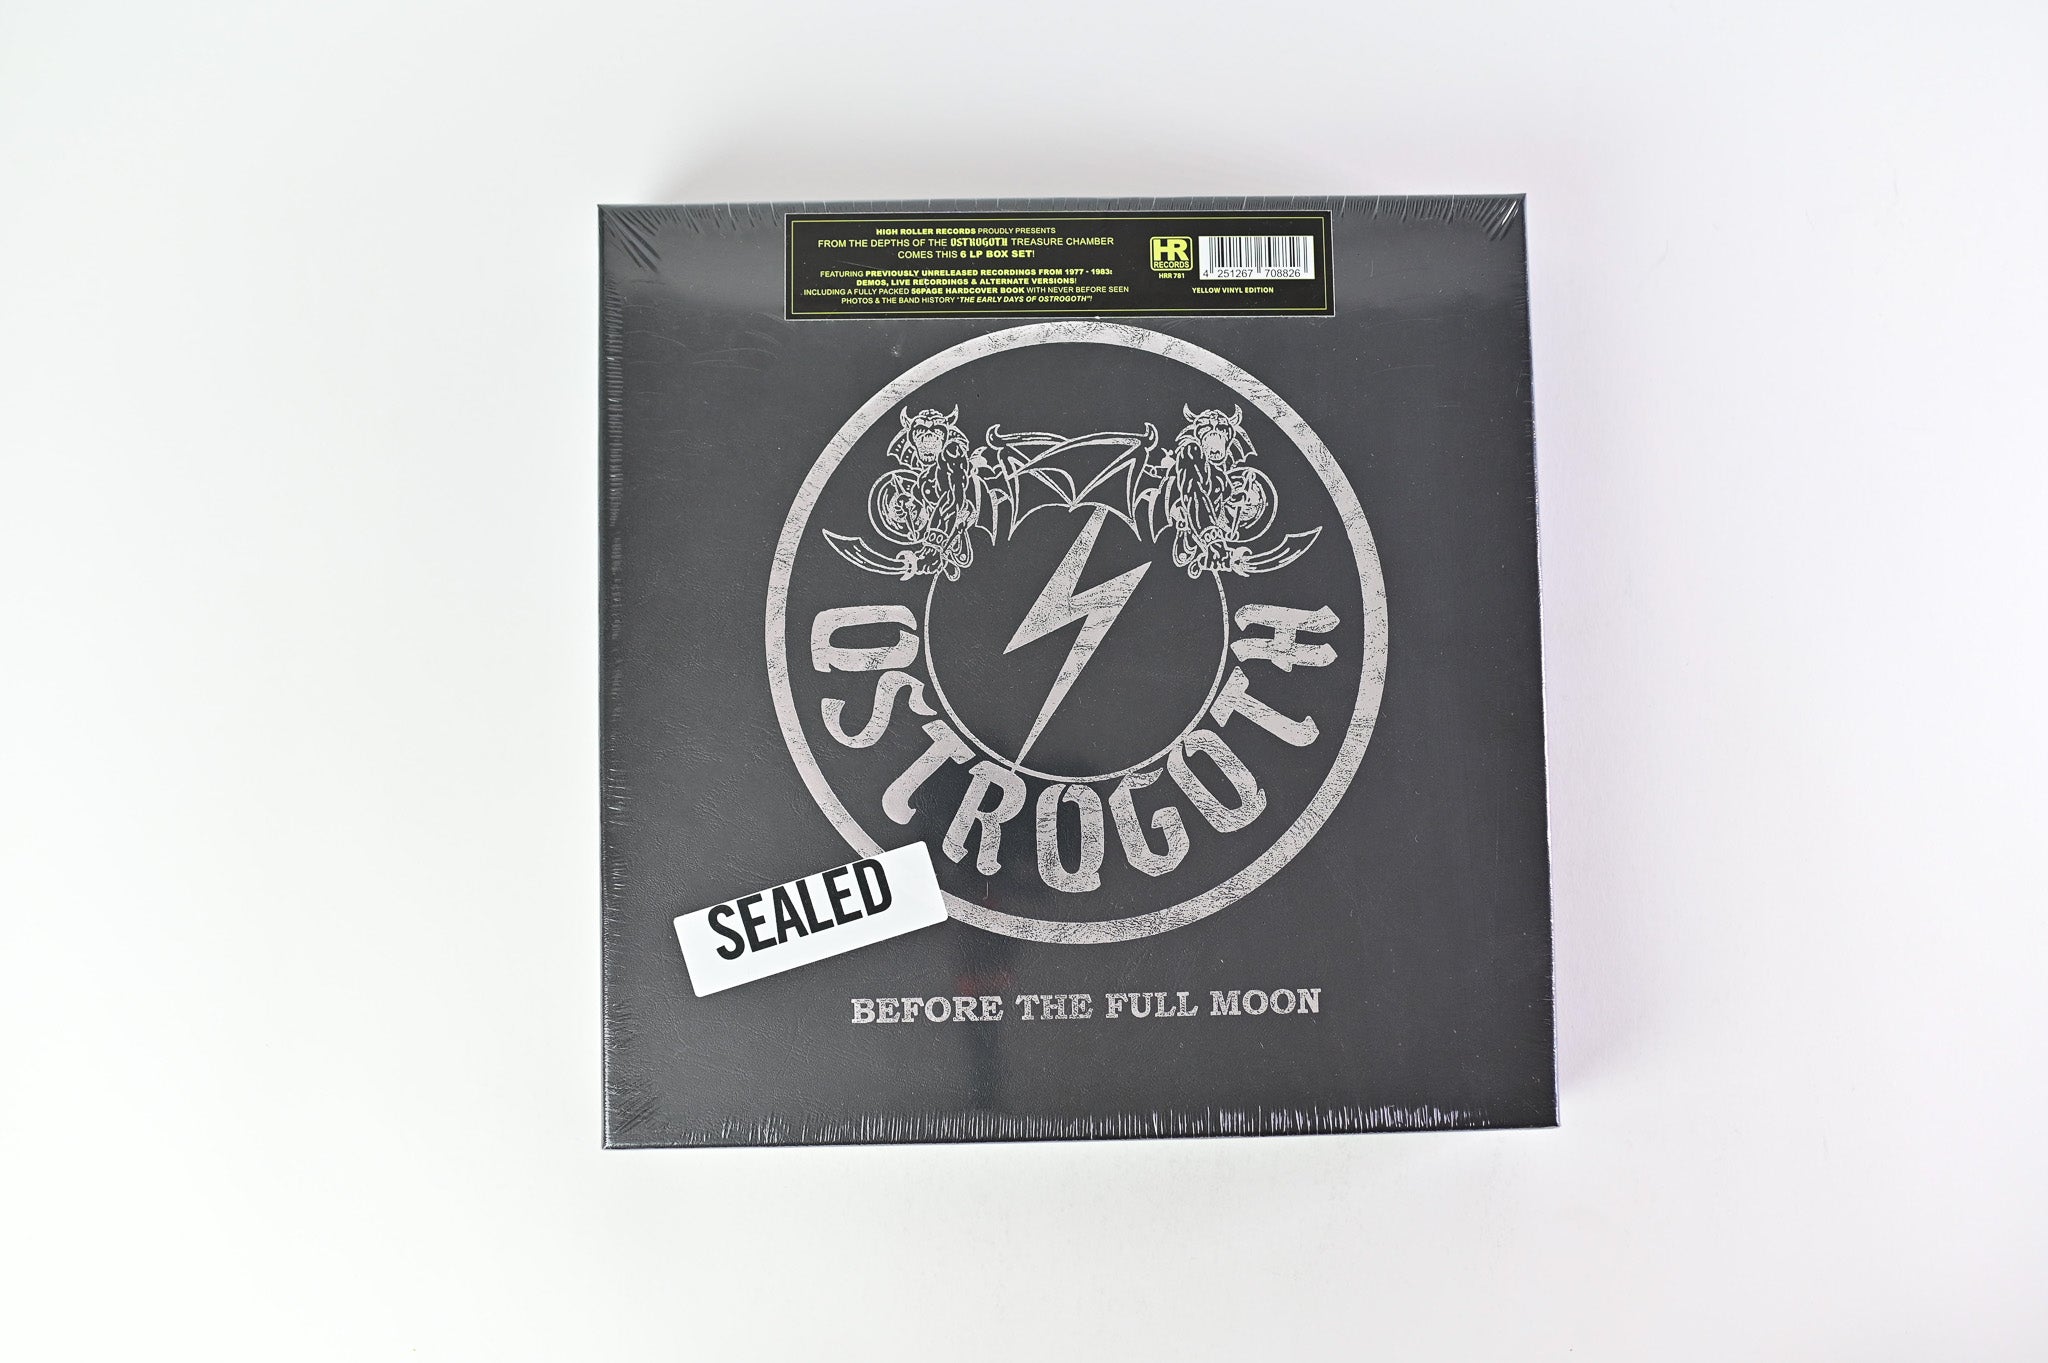 HIGH ROLLER RECORDS PROUDLY PRESENTS
FROM THE DEPTHS OF THE OSTROGOTH TREASURE CHAMBER
COMES THIS 6 LP BOX SET!
FEATURING PREVIOUSLY UNRELEASED RECORDINGS FROM 1977 - 1983:
DEMOS, LIVE RECORDINGS & ALTERNATE VERSIONS!
INCLUDING A FULLY PACKED 56PAGE HARDCOVER BOOK WITH NEVER BEFORE SEEN
PHOTOS & THE BAND HISTORY "THE EARLY DAYS OF OSTROGOTH"!
HR
RECORDS
HRR 781
4 251267 708826
YELLOW VINYL EDITION
OSTROGOTH
SEALED
BEFORE THE FULL MOON